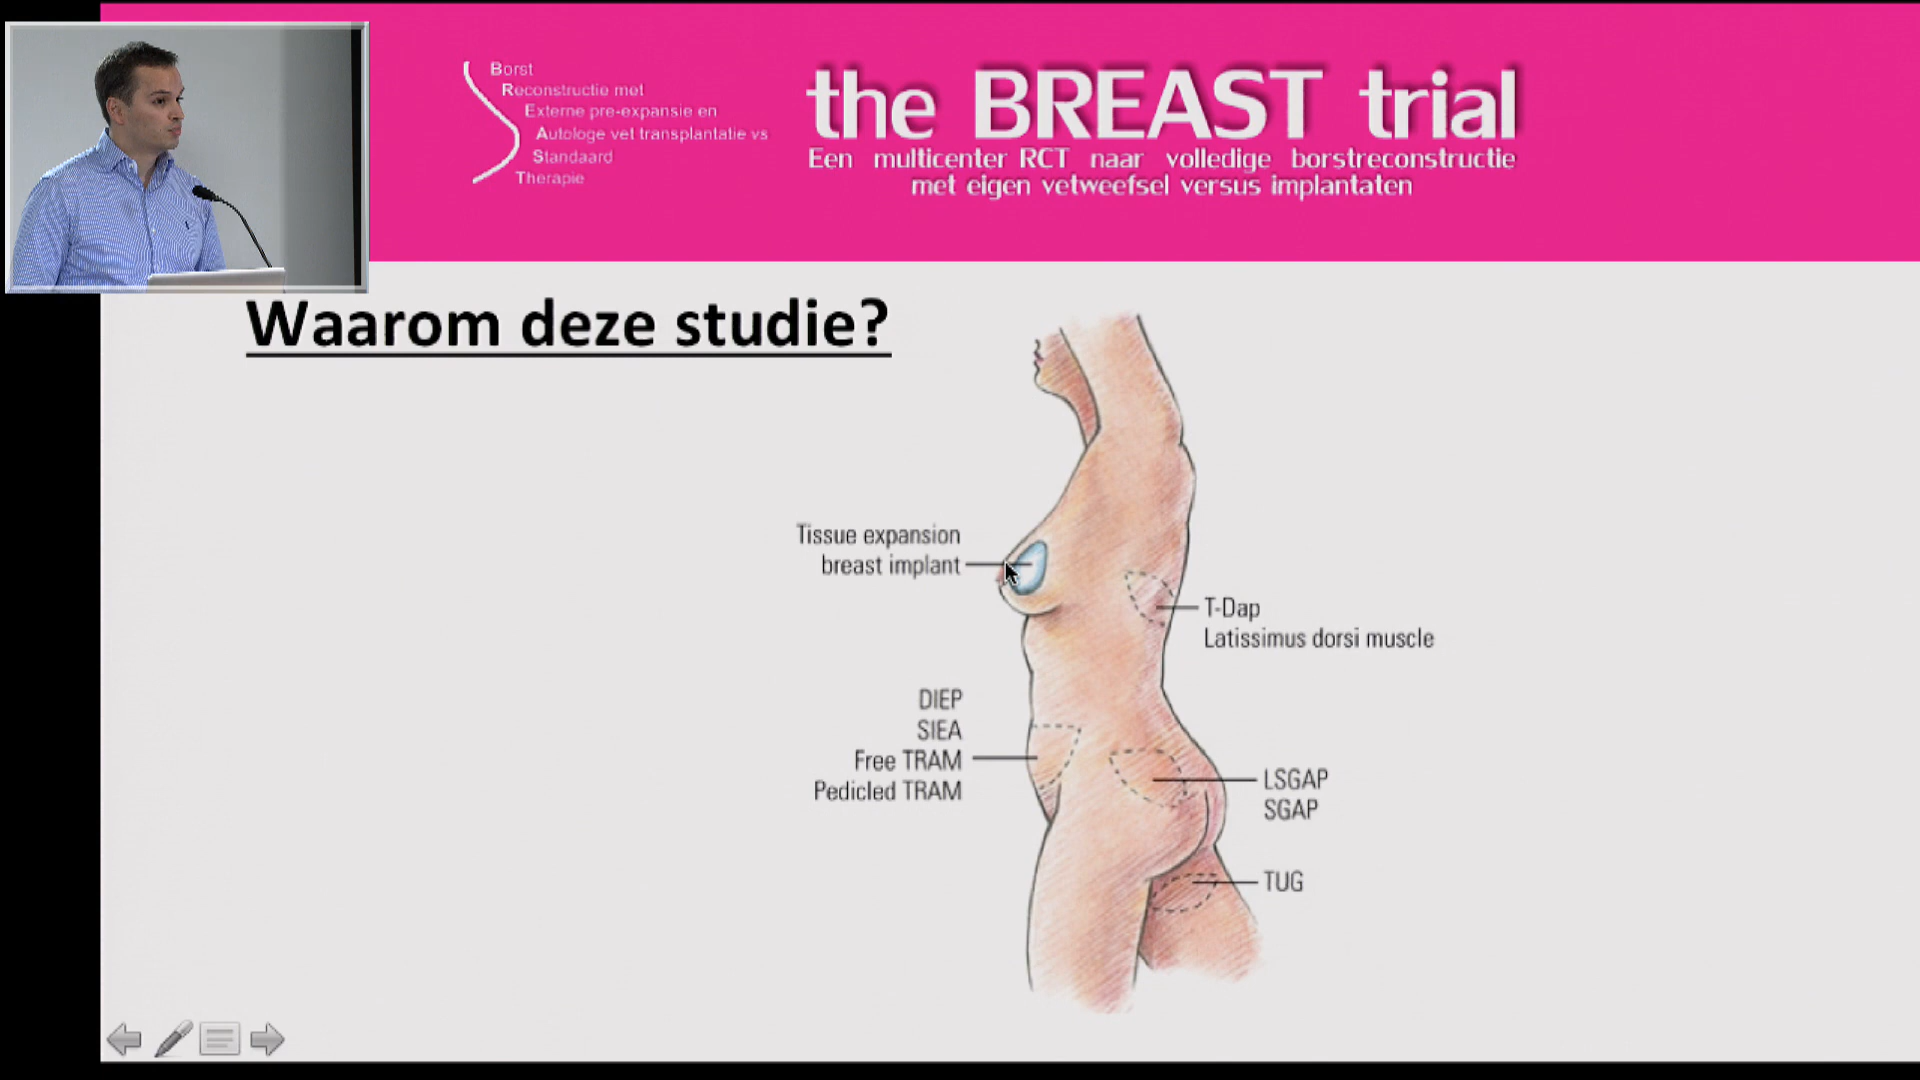 Borst
Reconstructie met
Externe pre-expansie en
Autologe vet transplantatie vs
Standaard
Therapie
the BREAST trial
Een multicenter RCT naar volledige borstreconstructie
met eigen vetweefsel versus implantaten
Waarom deze studie?
Tissue expansion
breast implant
T-Dap
Latissimus dorsi muscle
DIEP
SIEA
Free TRAM
Pedicled TRAM
LSGAP
SGAP
TUG